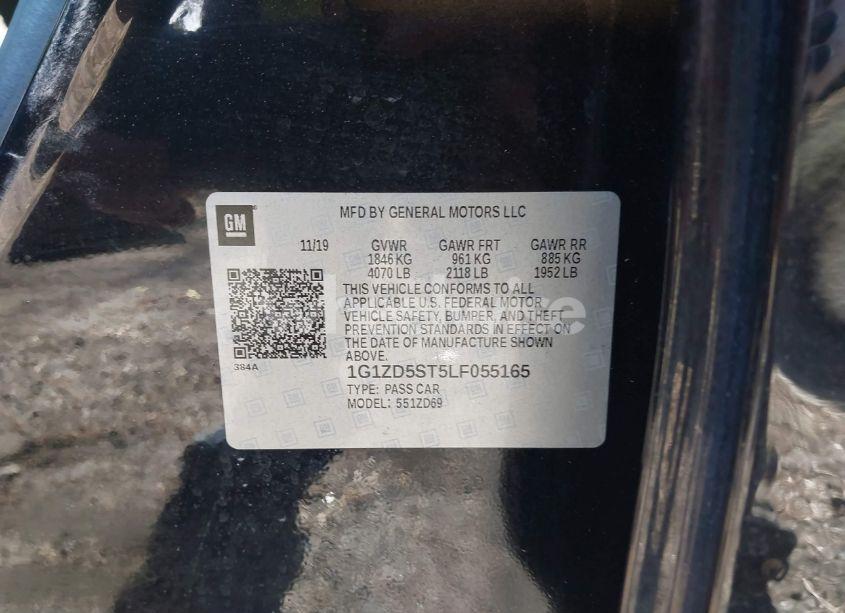 GM
MFD BY GENERAL MOTORS LLC
11/19 GVWR GAWR FRT GAWR RR
1846 KG 961 KG 885 KG
4070 LB 2118 LB 1952 LB
THIS VEHICLE CONFORMS TO ALL
APPLICABLE U.S. FEDERAL MOTOR
VEHICLE SAFETY, BUMPER, AND THEFT
PREVENTION STANDARDS IN EFFECT ON
THE DATE OF MANUFACTURE SHOWN
ABOVE.
384A
1G1ZD5ST5LF055165
TYPE: PASS CAR
MODEL: 551ZD69